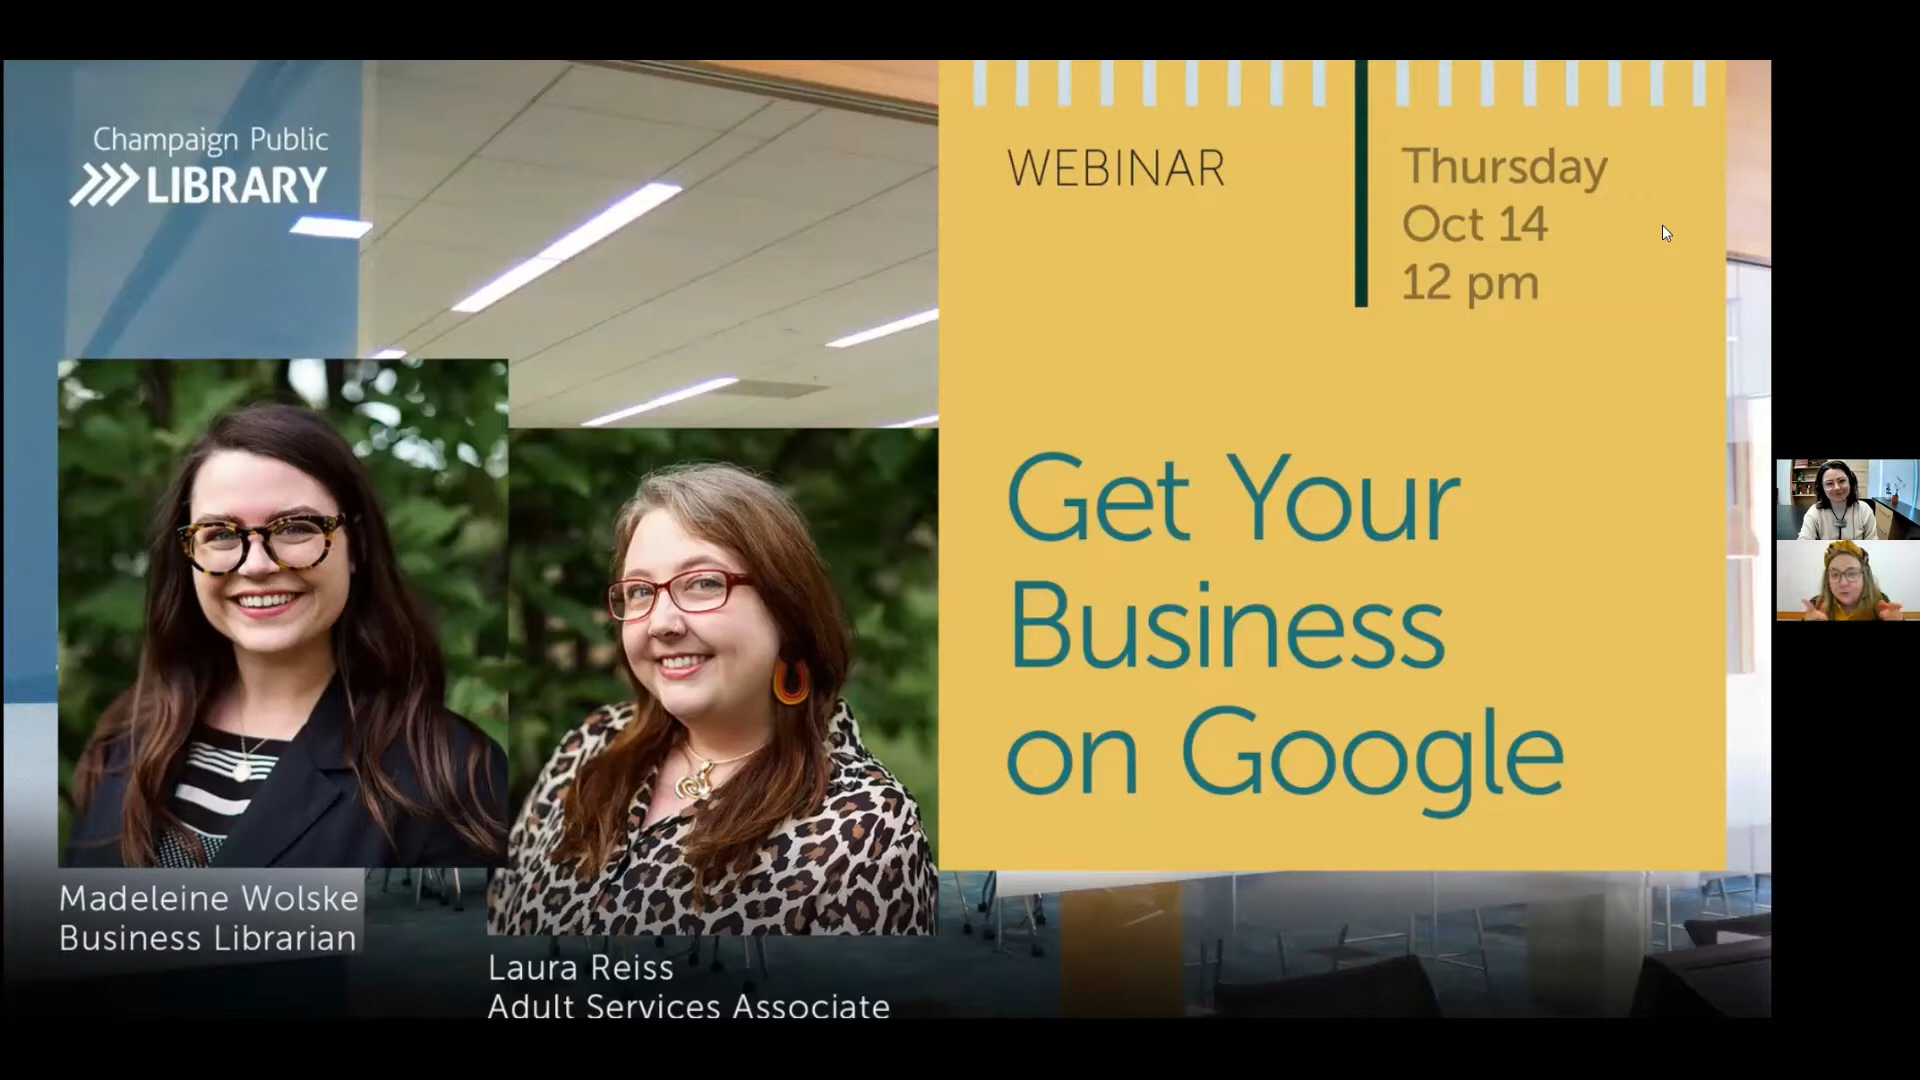 Champaign Public
LIBRARY
WEBINAR
Thursday
Oct 14
12 pm
Get Your
Business
on Google
Madeleine Wolske
Business Librarian
Laura Reiss
Adult Services Associate